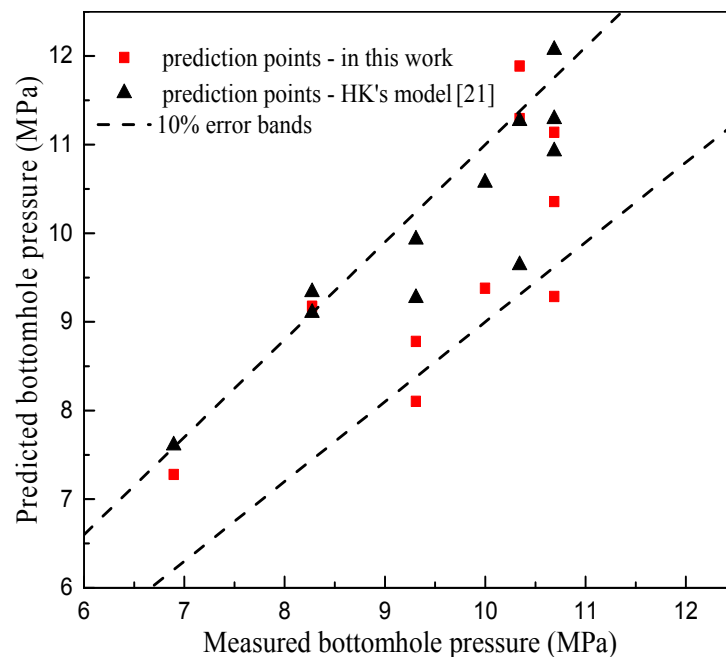 12
prediction points - in this work
prediction points - HK's model [21]
10% error bands
11
10
9
8
7
6
6 7 8 9 10 11 12
Predicted bottomhole pressure (MPa)
Measured bottomhole pressure (MPa)